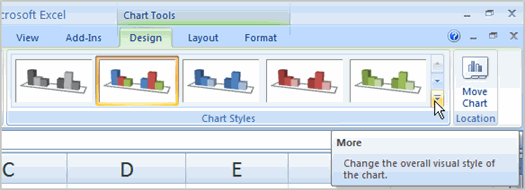 rosoft Excel Chart Tools
View Add-Ins Design Layout Format
Move
Chart
Chart Styles Location
More
Change the overall visual style of
the chart.
C D E